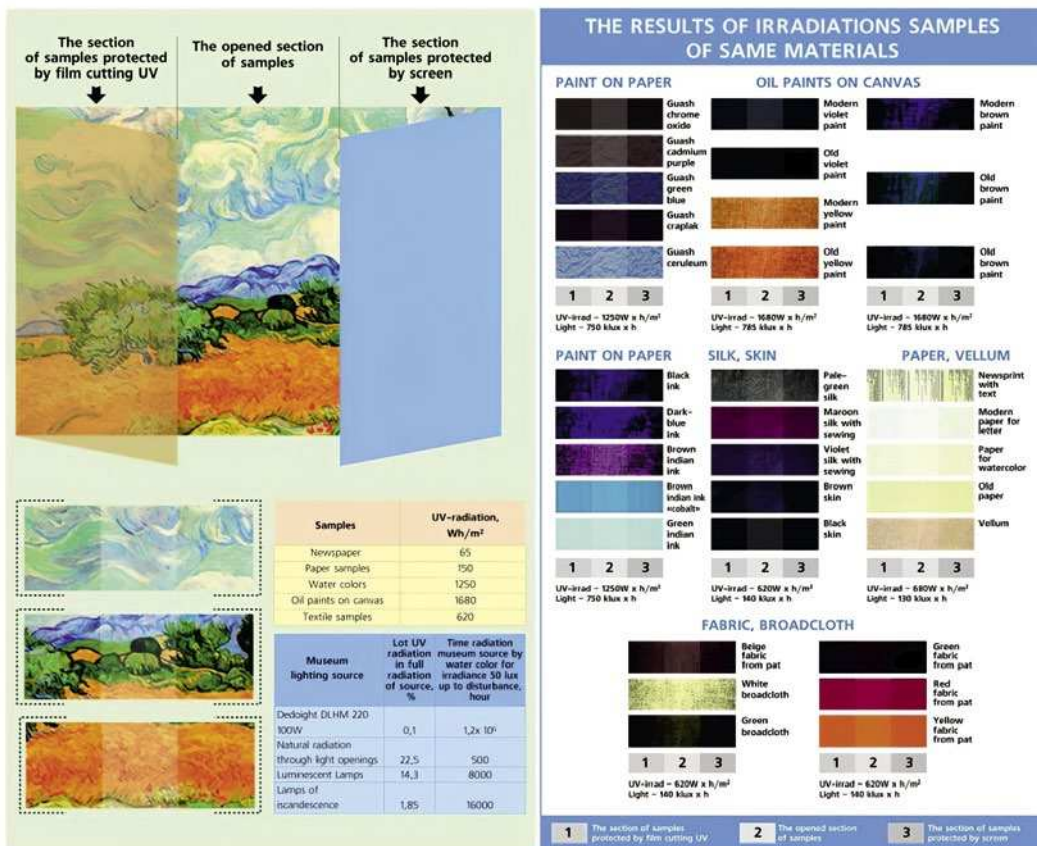 The section
of samples protected
by film cutting UV
The opened section
of samples
The section
of samples protected
by screen
Samples
UV-radiation,
Wh/m²
Newspaper 65
Paper samples 150
Water colors 1250
Oil paints on canvas 1680
Textile samples 620
Museum
lighting source
Lot UV
radiation
in full
radiation
of source,
%
Time radiation
museum source by
water color for
irradiance 50 lux
up to disturbance,
hour
Dedoight DLHM 220
100W 0,1
Natural radiation
through light openings 22,5 500
Luminescent Lamps 14,3 8000
Lamps of
iscandescence 1,85 16000
THE RESULTS OF IRRADIATIONS SAMPLES
OF SAME MATERIALS
PAINT ON PAPER
Guash
chrome
oxide
Guash
cadmium
purple
Guash
green
blue
Guash
craplak
Guash
ceruleum
1 2 3
UV-irrad - 1250W x h/m²
Light - 750 klux x h
OIL PAINTS ON CANVAS
Modern
violet
paint
Old
violet
paint
Modern
yellow
paint
Old
yellow
paint
1 2 3
UV-irrad - 1680W x h/m²
Light - 785 klux x h
Modern
brown
paint
Old
brown
paint
Old
brown
paint
1 2 3
UV-irrad - 1680W x h/m²
Light - 785 klux x h
PAINT ON PAPER
Black
ink
Dark-
blue
ink
Brown
indian
ink
Brown
indian ink
«cobalt»
Green
indian
ink
1 2 3
UV-irrad - 1250W x h/m²
Light - 750 klux x h
SILK, SKIN
Pale-
green
silk
Maroon
silk with
sewing
Violet
silk with
sewing
Brown
skin
Black
skin
1 2 3
UV-irrad - 620W x h/m²
Light - 140 klux x h
PAPER, VELLUM
Newsprint
with
text
Modern
paper for
letter
Paper
for
watercolor
Old
paper
Vellum
1 2 3
UV-irrad - 680W x h/m²
Light - 130 klux x h
FABRIC, BROADCLOTH
Beige
fabric
from pat
White
broadcloth
Green
broadcloth
1 2 3
UV-irrad - 620W x h/m²
Light - 140 klux x h
Green
fabric
from pat
Red
fabric
from pat
Yellow
fabric
from pat
1 2 3
UV-irrad - 620W x h/m²
Light - 140 klux x h
1 The section of samples
protected by film cutting UV
2 The opened section
of samples
3 The section of samples
protected by screen